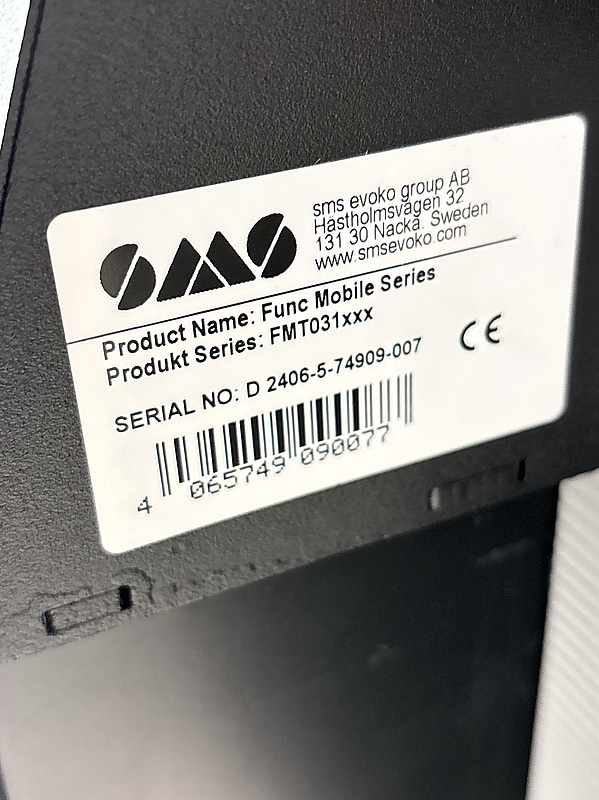 sms
sms evoko group AB
Hästholmsvägen 32
131 30 Nacka. Sweden
www.smsevoko.com
Product Name: Func Mobile Series
Produkt Series: FMT031xxx
SERIAL NO: D 2406-5-74909-007
CE
4 065749 090077